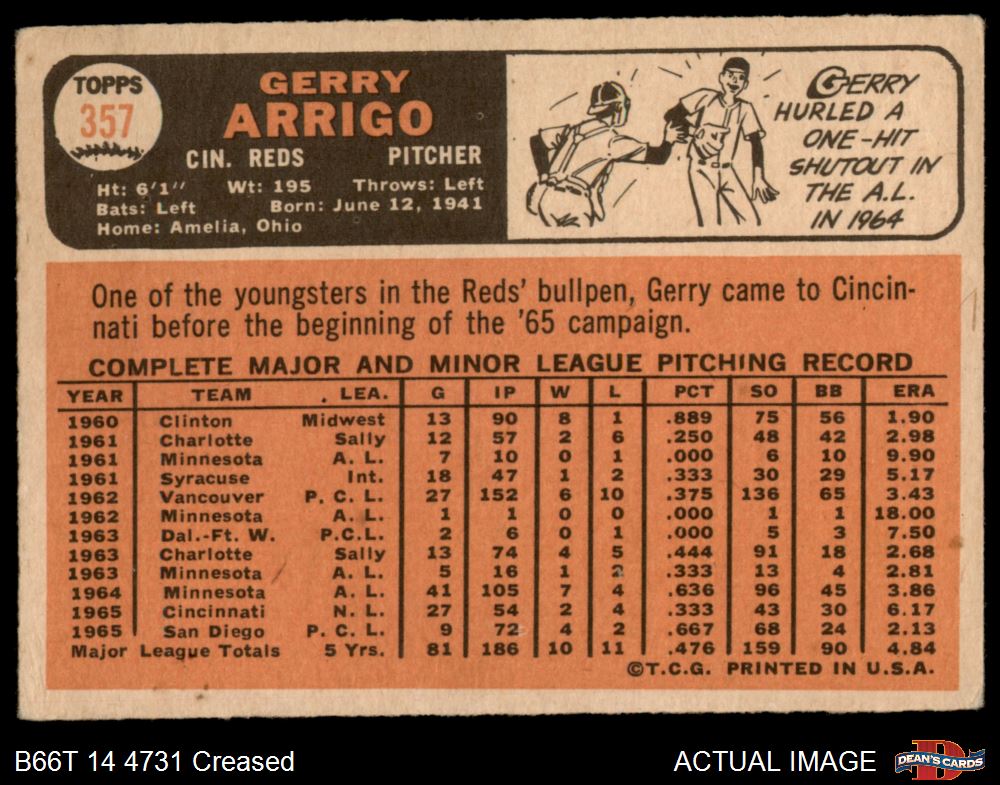 TOPPS
357
GERRY
ARRIGO
CIN. REDS PITCHER
Ht: 6'1" Wt: 195 Throws: Left
Bats: Left Born: June 12, 1941
Home: Amelia, Ohio
GERRY
HURLED A
ONE-HIT
SHUTOUT IN
THE A.L.
IN 1964
One of the youngsters in the Reds' bullpen, Gerry came to Cincin-
nati before the beginning of the '65 campaign.
COMPLETE MAJOR AND MINOR LEAGUE PITCHING RECORD
YEAR TEAM LEA. G IP W L PCT SO BB ERA
1960 Clinton Midwest 13 90 8 1 .889 75 56 1.90
1961 Charlotte Sally 12 57 2 6 .250 48 42 2.98
1961 Minnesota A. L. 7 10 0 1 .000 6 10 9.90
1961 Syracuse Int. 18 47 1 2 .333 30 29 5.17
1962 Vancouver P. C. L. 27 152 6 10 .375 136 65 3.43
1962 Minnesota A. L. 1 1 0 0 .000 1 1 18.00
1963 Dal.-Ft. W. P.C.L. 2 6 0 1 .000 5 3 7.50
1963 Charlotte Sally 13 74 4 5 .444 91 18 2.68
1963 Minnesota A. L. 5 16 1 2 .333 13 4 2.81
1964 Minnesota A. L. 41 105 7 4 .636 96 45 3.86
1965 Cincinnati N. L. 27 54 2 4 .333 43 30 6.17
1965 San Diego P. C. L. 9 72 4 2 .667 68 24 2.13
Major League Totals 5 Yrs. 81 186 10 11 .476 159 90 4.84
©T.C.G. PRINTED IN U.S.A.
B66T 14 4731 Creased
ACTUAL IMAGE
D
DEAN'S CARDS